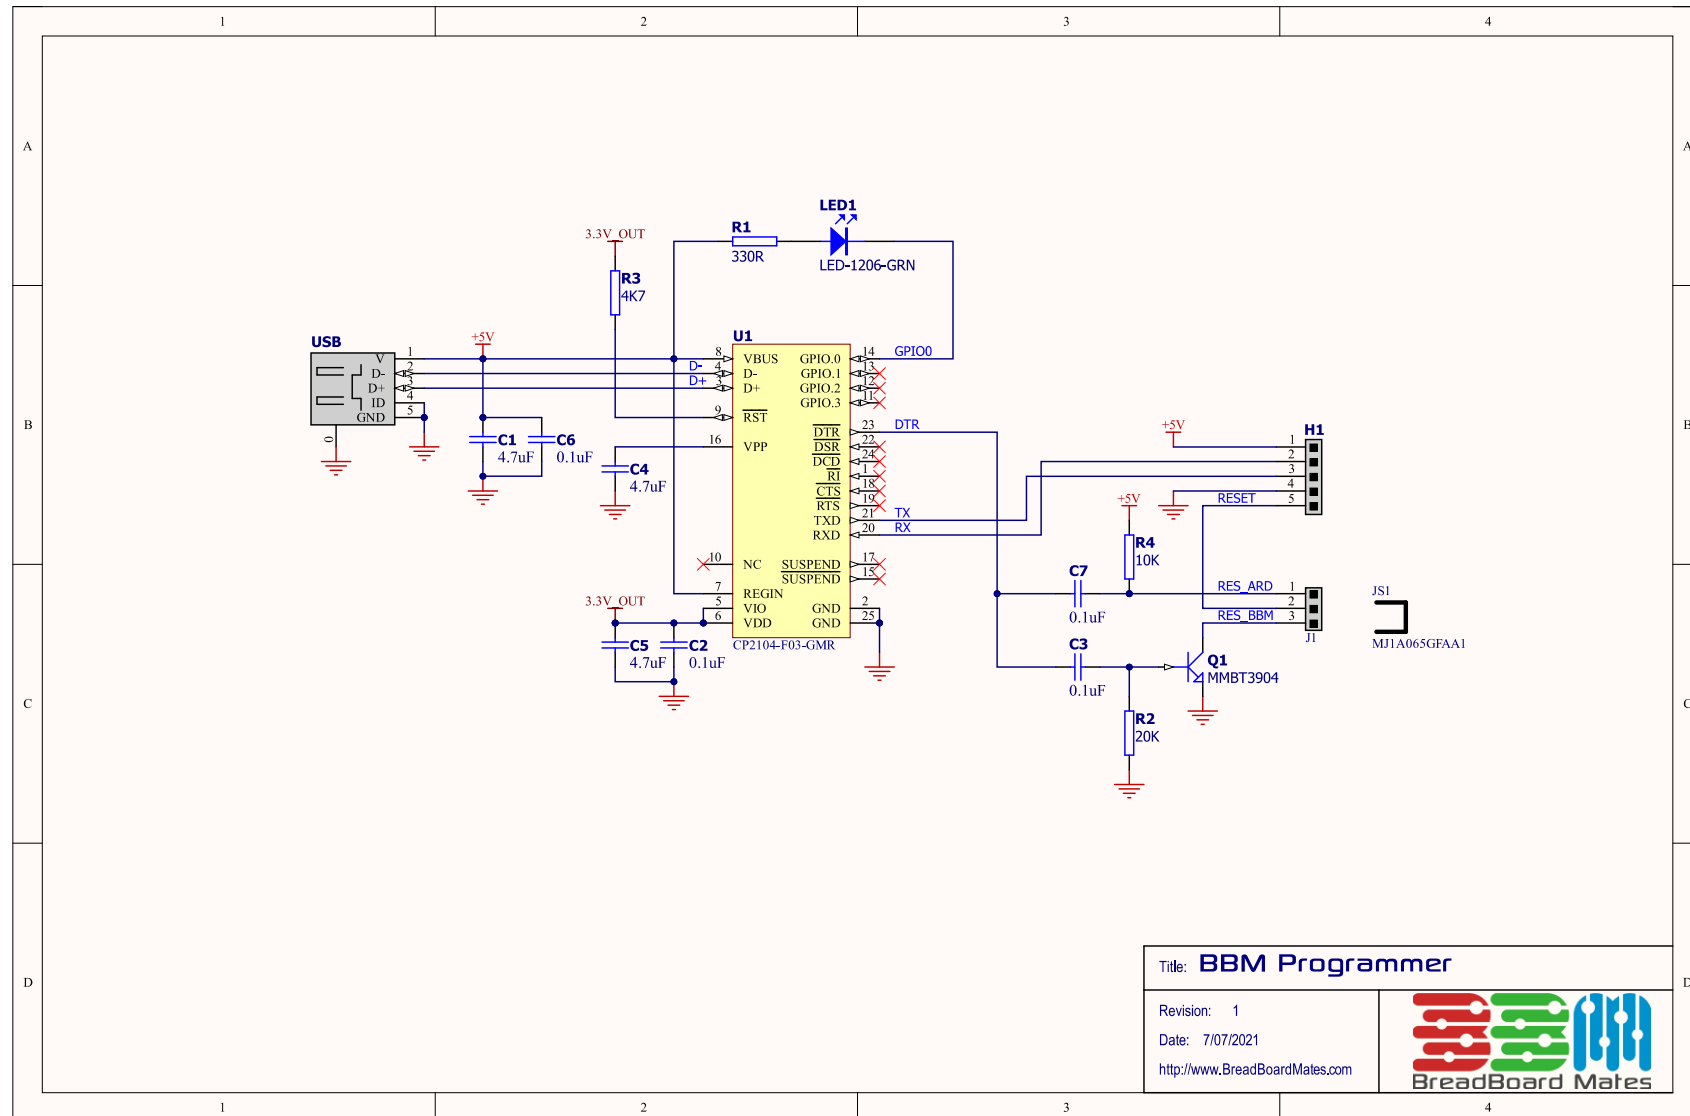 1 2 3 4
A A
LED1
R1
330R
LED-1206-GRN
3.3V_OUT
R3
4K7
USB
V 1
D- 2
D+ 3
ID 4
GND 5
0
+5V
D-
D+
C1
4.7uF
C6
0.1uF
C4
4.7uF
U1
8 VBUS
4 D-
3 D+
9 RST
16 VPP
10 NC
7 REGIN
5 VIO
6 VDD
GPIO.0 14
GPIO.1 13
GPIO.2 12
GPIO.3 11
DTR 23
DSR 22
DCD 24
RI 1
CTS 18
RTS 19
TXD 21
RXD 20
SUSPEND 17
SUSPEND 15
GND 2
GND 25
CP2104-F03-GMR
GPIO0
DTR
TX
RX
B B
3.3V_OUT
C5
4.7uF
C2
0.1uF
+5V
H1
1
2
3
4
5
RESET
+5V
R4
10K
C7
0.1uF
RES_ARD 1
2
RES_BBM 3
J1
JS1
MJ1A065GFAA1
C3
0.1uF
Q1
MMBT3904
R2
20K
C C
D D
Title: BBM Programmer
Revision: 1
Date: 7/07/2021
http://www.BreadBoardMates.com
BBM
BreadBoard Mates
1 2 3 4